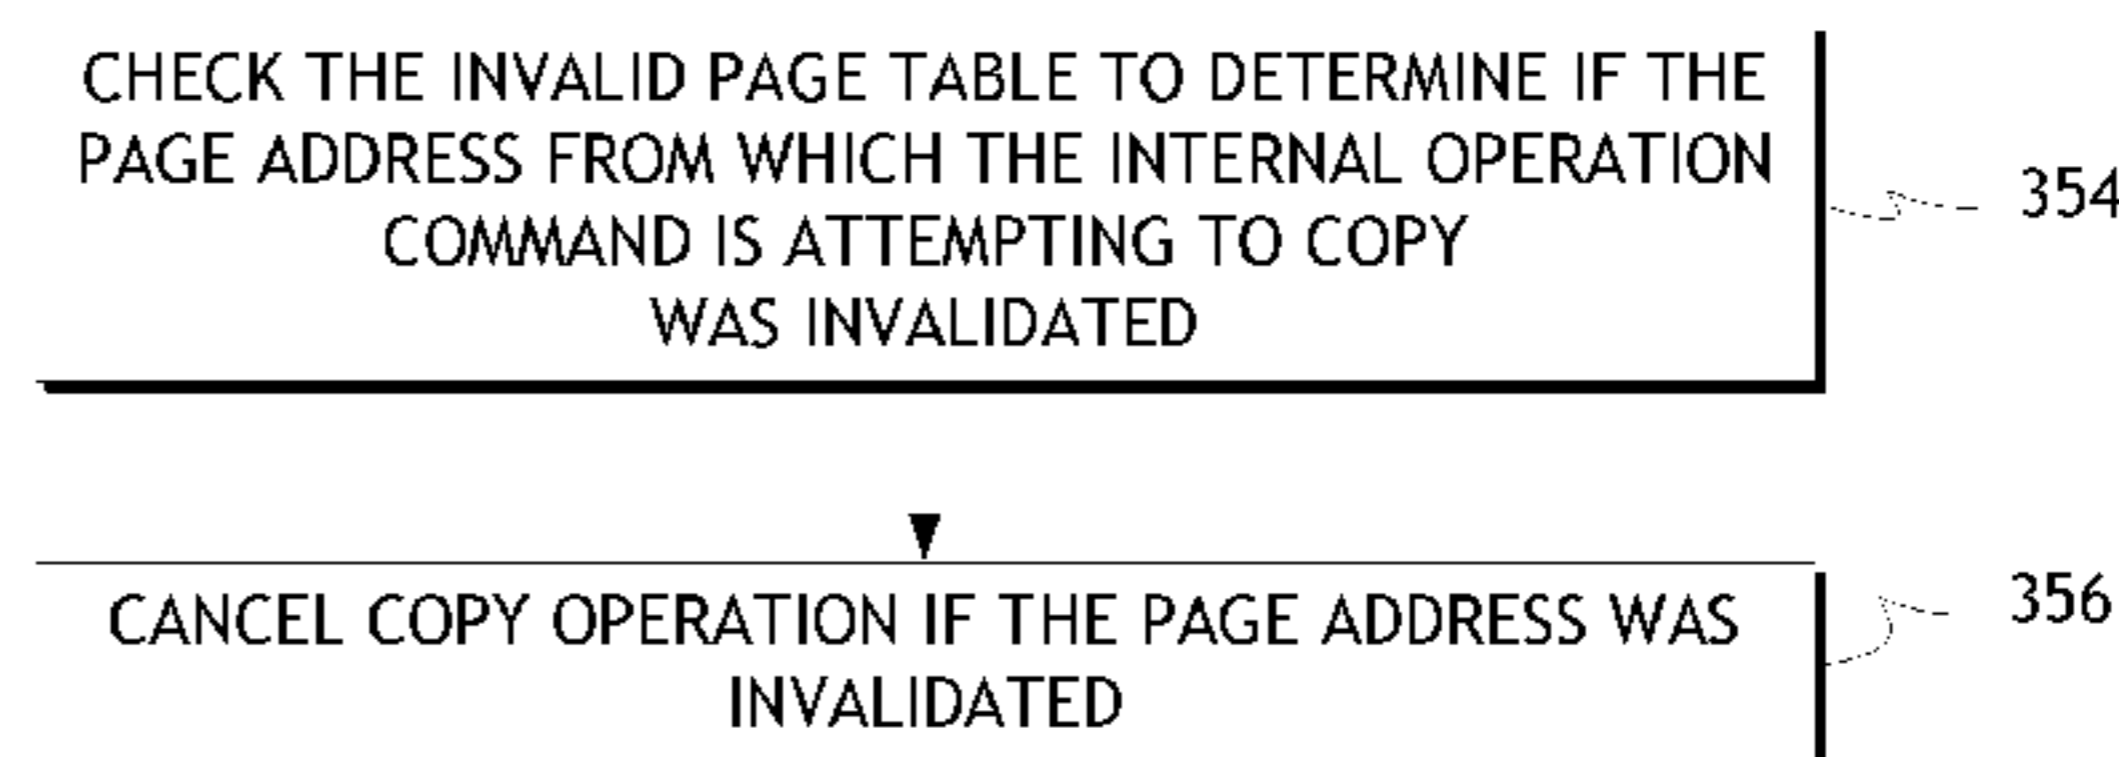 CHECK THE INVALID PAGE TABLE TO DETERMINE IF THE
PAGE ADDRESS FROM WHICH THE INTERNAL OPERATION
COMMAND IS ATTEMPTING TO COPY
WAS INVALIDATED
354
CANCEL COPY OPERATION IF THE PAGE ADDRESS WAS
INVALIDATED
356